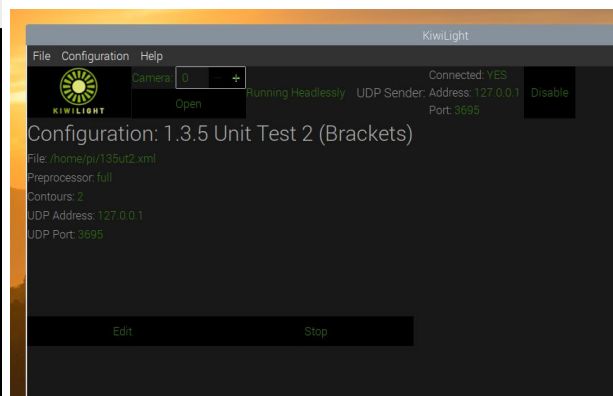 KiwiLight
File Configuration Help
KIWILIGHT
Camera: 0 − +
Open
Running Headlessly
UDP Sender:
Connected: YES
Address: 127.0.0.1
Port: 3695
Disable
Configuration: 1.3.5 Unit Test 2 (Brackets)
File: /home/pi/135ut2.xml
Preprocessor: full
Contours: 2
UDP Address: 127.0.0.1
UDP Port: 3695
Edit Stop